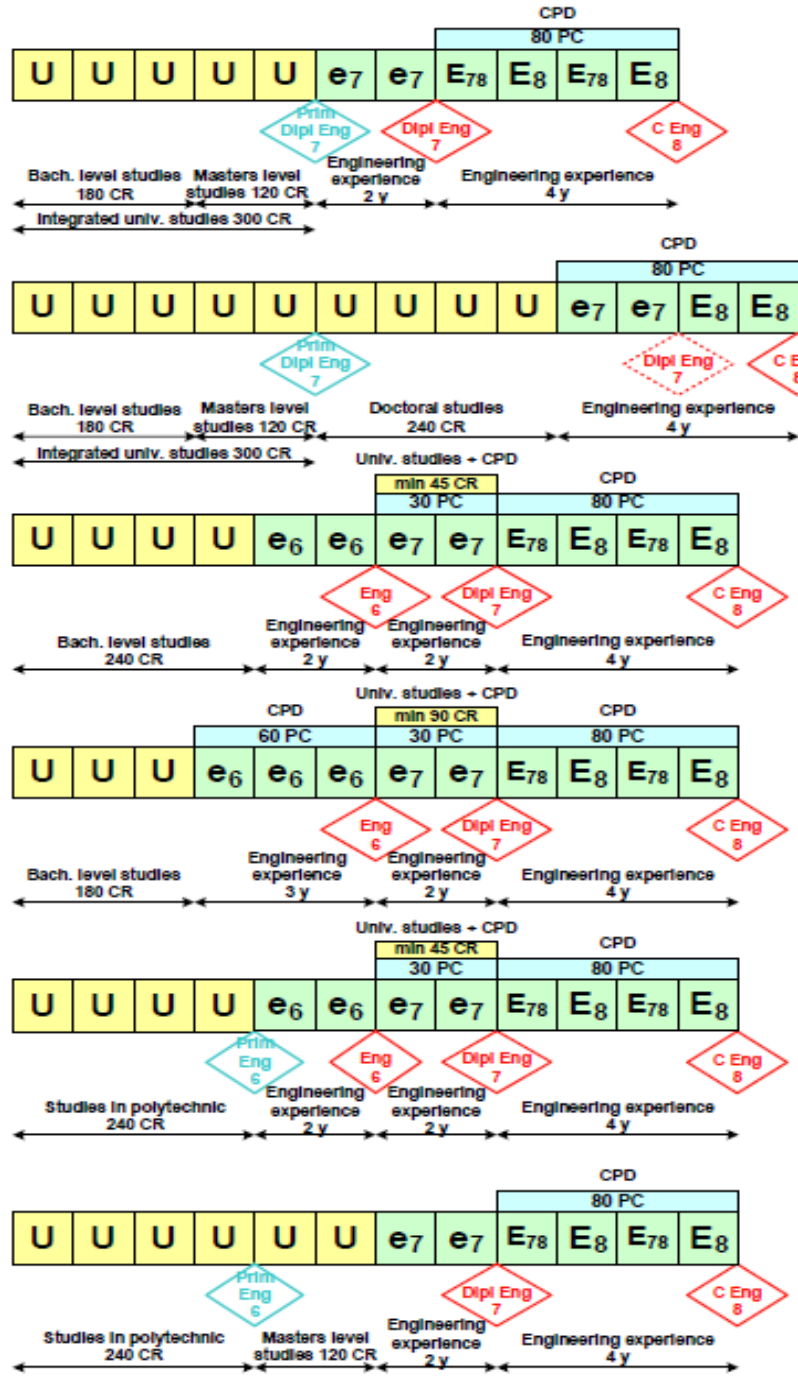 CPD
80 PC
U U U U U e7 e7 E78 E8 E78 E8
Prim Dipl Eng 7
Dipl Eng 7
C Eng 8
Bach. level studies 180 CR
Masters level studies 120 CR
Engineering experience 2 y
Engineering experience 4 y
Integrated univ. studies 300 CR
CPD
80 PC
U U U U U U U U U e7 e7 E8 E8
Prim Dipl Eng 7
Dipl Eng 7
C E 8
Bach. level studies 180 CR
Masters level studies 120 CR
Doctoral studies 240 CR
Engineering experience 4 y
Integrated univ. studies 300 CR
Univ. studies + CPD
min 45 CR
CPD
30 PC
80 PC
U U U U e6 e6 e7 e7 E78 E8 E78 E8
Eng 6
Dipl Eng 7
C Eng 8
Bach. level studies 240 CR
Engineering experience 2 y
Engineering experience 2 y
Engineering experience 4 y
Univ. studies + CPD
CPD
min 90 CR
CPD
60 PC
30 PC
80 PC
U U U e6 e6 e6 e7 e7 E78 E8 E78 E8
Eng 6
Dipl Eng 7
C Eng 8
Bach. level studies 180 CR
Engineering experience 3 y
Engineering experience 2 y
Engineering experience 4 y
Univ. studies + CPD
min 45 CR
CPD
30 PC
80 PC
U U U U e6 e6 e7 e7 E78 E8 E78 E8
Prim Eng 6
Eng 6
Dipl Eng 7
C Eng 8
Studies in polytechnic 240 CR
Engineering experience 2 y
Engineering experience 2 y
Engineering experience 4 y
CPD
80 PC
U U U U U U e7 e7 E78 E8 E78 E8
Prim Eng 6
Dipl Eng 7
C Eng 8
Studies in polytechnic 240 CR
Masters level studies 120 CR
Engineering experience 2 y
Engineering experience 4 y